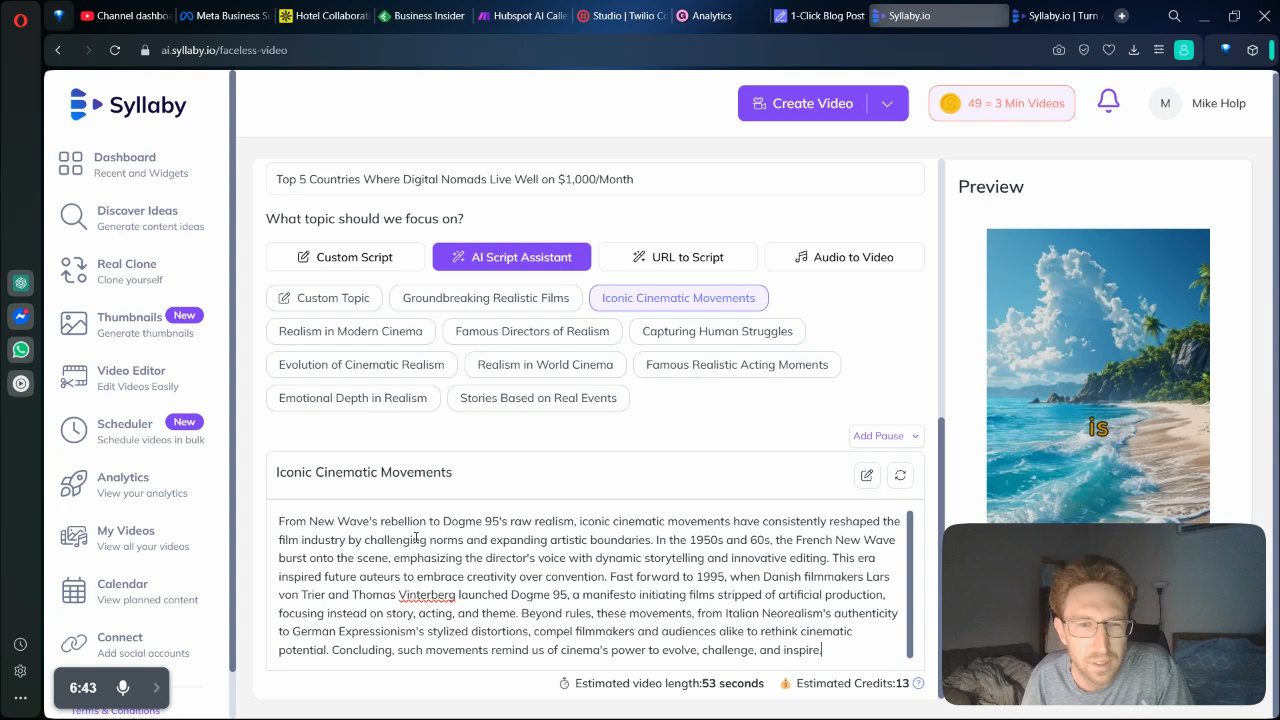 Channel dashbo
Meta Business Su
Hotel Collaborat
Business Insider
Hubspot AI Calle
Studio | Twilio C
Analytics
1-Click Blog Post
Syllaby.io
Syllaby.io | Turn
ai.syllaby.io/faceless-video
Syllaby
Create Video
49 = 3 Min Videos
M
Mike Holp
Dashboard
Recent and Widgets
Discover Ideas
Generate content ideas
Real Clone
Clone yourself
Thumbnails
New
Generate thumbnails
Video Editor
Edit Videos Easily
Scheduler
New
Schedule videos in bulk
Analytics
View your analytics
My Videos
View all your videos
Calendar
View planned content
Connect
Add social accounts
6:43
Terms & Conditions
Top 5 Countries Where Digital Nomads Live Well on $1,000/Month
What topic should we focus on?
Custom Script
AI Script Assistant
URL to Script
Audio to Video
Custom Topic
Groundbreaking Realistic Films
Iconic Cinematic Movements
Realism in Modern Cinema
Famous Directors of Realism
Capturing Human Struggles
Evolution of Cinematic Realism
Realism in World Cinema
Famous Realistic Acting Moments
Emotional Depth in Realism
Stories Based on Real Events
Add Pause
Iconic Cinematic Movements
From New Wave's rebellion to Dogme 95's raw realism, iconic cinematic movements have consistently reshaped the
film industry by challenging norms and expanding artistic boundaries. In the 1950s and 60s, the French New Wave
burst onto the scene, emphasizing the director's voice with dynamic storytelling and innovative editing. This era
inspired future auteurs to embrace creativity over convention. Fast forward to 1995, when Danish filmmakers Lars
von Trier and Thomas Vinterberg launched Dogme 95, a manifesto initiating films stripped of artificial production,
focusing instead on story, acting, and theme. Beyond rules, these movements, from Italian Neorealism's authenticity
to German Expressionism's stylized distortions, compel filmmakers and audiences alike to rethink cinematic
potential. Concluding, such movements remind us of cinema's power to evolve, challenge, and inspire.
Estimated video length:53 seconds
Estimated Credits:13
Preview
is